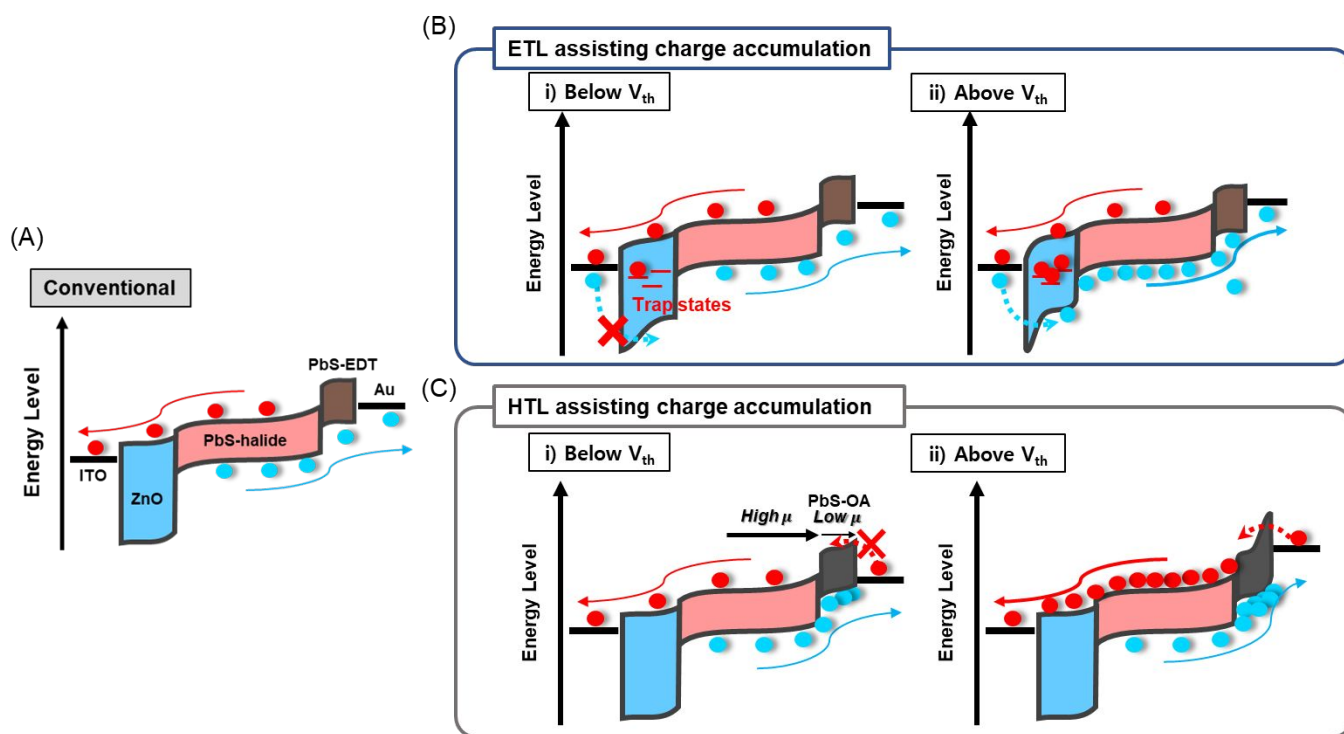 (A)
Conventional
Energy Level
ITO
ZnO
PbS-halide
PbS-EDT
Au
(B)
ETL assisting charge accumulation
i) Below Vth
Energy Level
Trap states
ii) Above Vth
Energy Level
(C)
HTL assisting charge accumulation
i) Below Vth
Energy Level
PbS-OA
High μ Low μ
ii) Above Vth
Energy Level